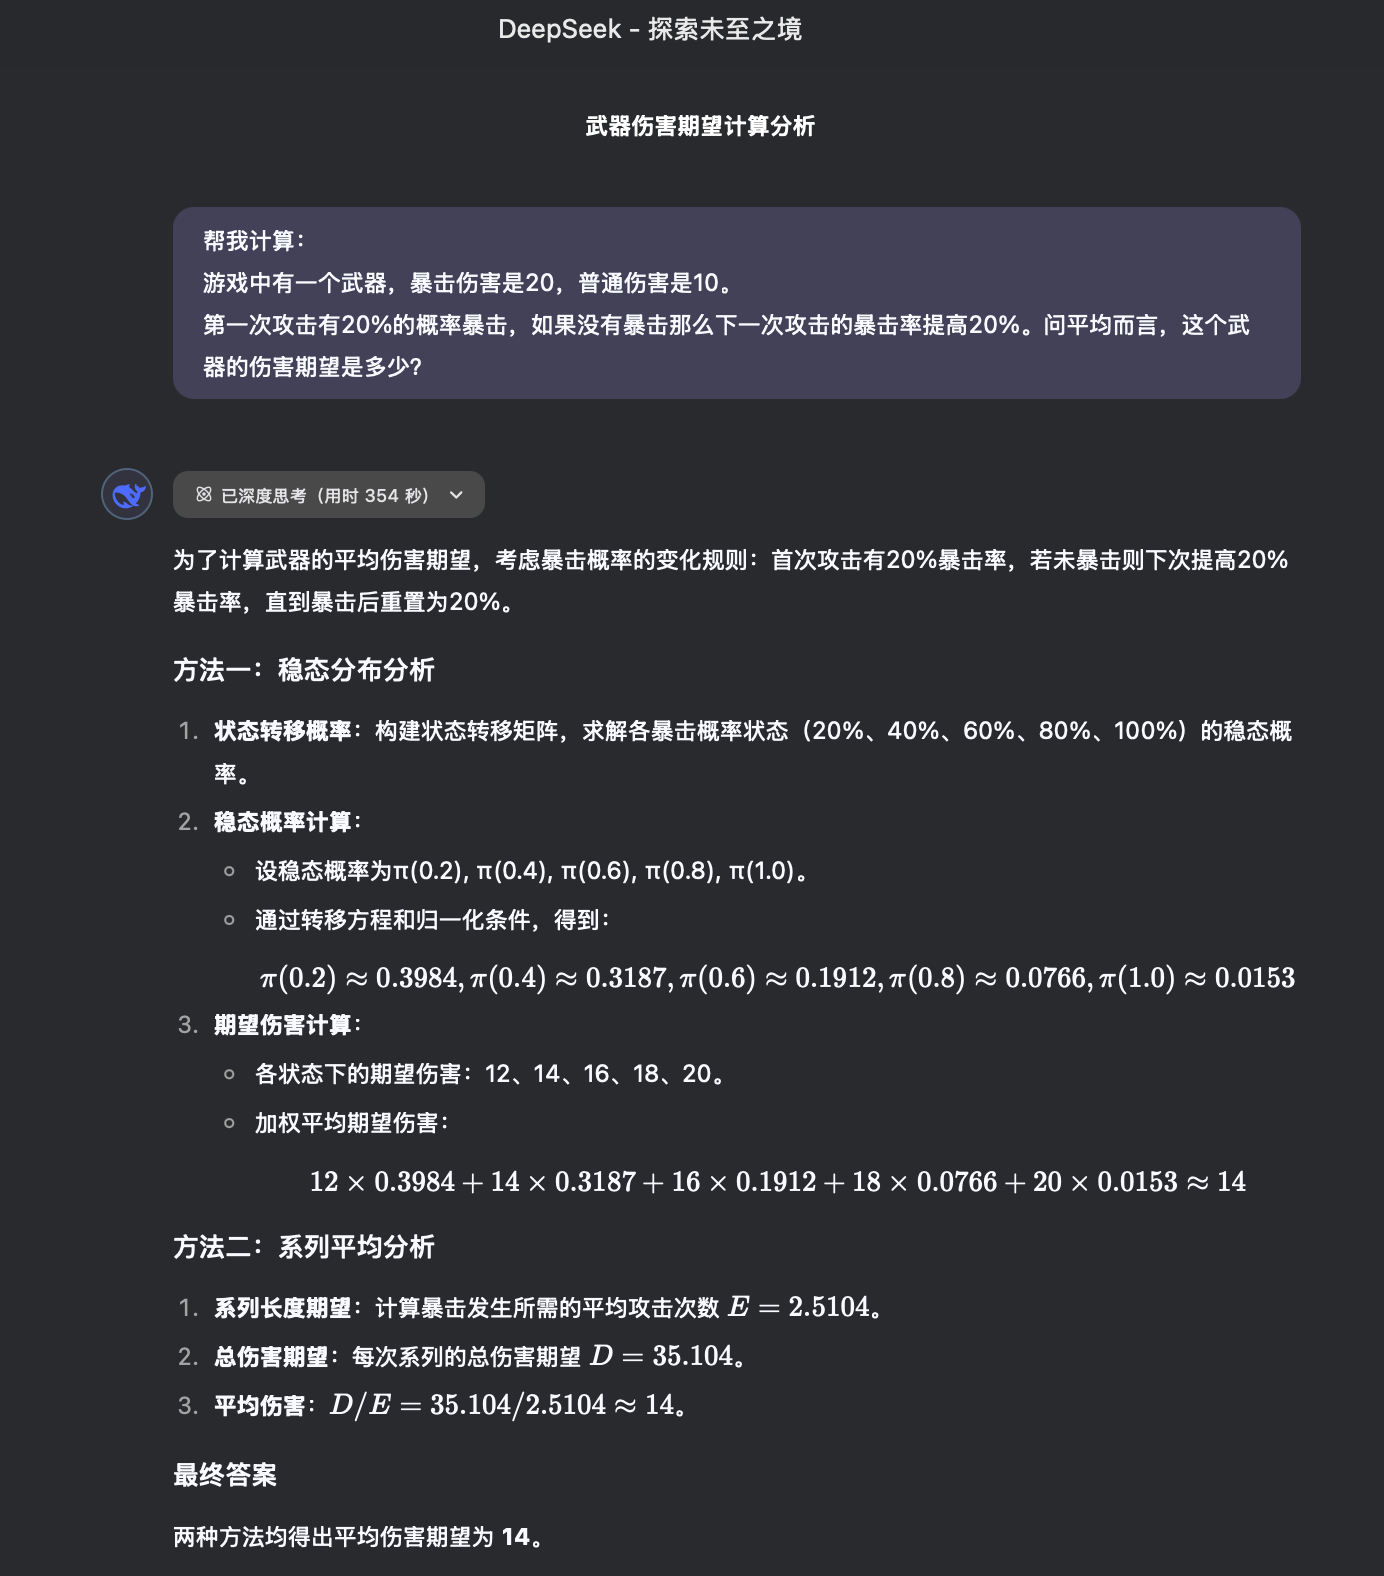 DeepSeek - 探索未至之境
武器伤害期望计算分析
帮我计算：
游戏中有一个武器，暴击伤害是20，普通伤害是10。
第一次攻击有20%的概率暴击，如果没有暴击那么下一次攻击的暴击率提高20%。问平均而言，这个武
器的伤害期望是多少?
已深度思考（用时 354 秒）
为了计算武器的平均伤害期望，考虑暴击概率的变化规则：首次攻击有20%暴击率，若未暴击则下次提高20%
暴击率，直到暴击后重置为20%。
方法一：稳态分布分析
1. 状态转移概率：构建状态转移矩阵，求解各暴击概率状态（20%、40%、60%、80%、100%）的稳态概
率。
2. 稳态概率计算：
设稳态概率为π(0.2), π(0.4), π(0.6), π(0.8), π(1.0)。
通过转移方程和归一化条件，得到：
π(0.2) ≈ 0.3984, π(0.4) ≈ 0.3187, π(0.6) ≈ 0.1912, π(0.8) ≈ 0.0766, π(1.0) ≈ 0.0153
3. 期望伤害计算：
各状态下的期望伤害：12、14、16、18、20。
加权平均期望伤害：
12 × 0.3984 + 14 × 0.3187 + 16 × 0.1912 + 18 × 0.0766 + 20 × 0.0153 ≈ 14
方法二：系列平均分析
1. 系列长度期望：计算暴击发生所需的平均攻击次数 E = 2.5104。
2. 总伤害期望：每次系列的总伤害期望 D = 35.104。
3. 平均伤害：D/E = 35.104/2.5104 ≈ 14。
最终答案
两种方法均得出平均伤害期望为 14。